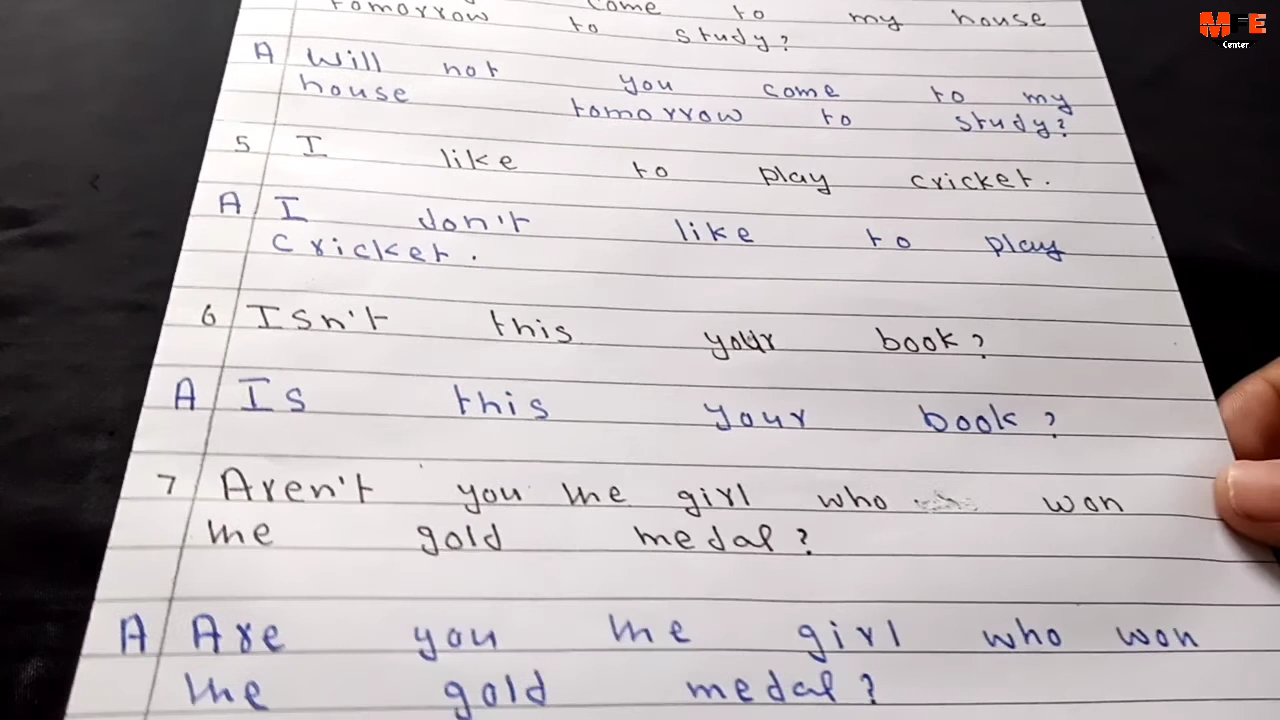 MFE
Center
tomorrow come to my house
to study?
A Will not you come to my
house tomorrow to study?
5 I like to play cricket.
A I don't like to play
cricket.
6 Isn't this your book?
A Is this your book?
7 Aren't you the girl who won
the gold medal?
A Are you the girl who won
the gold medal?